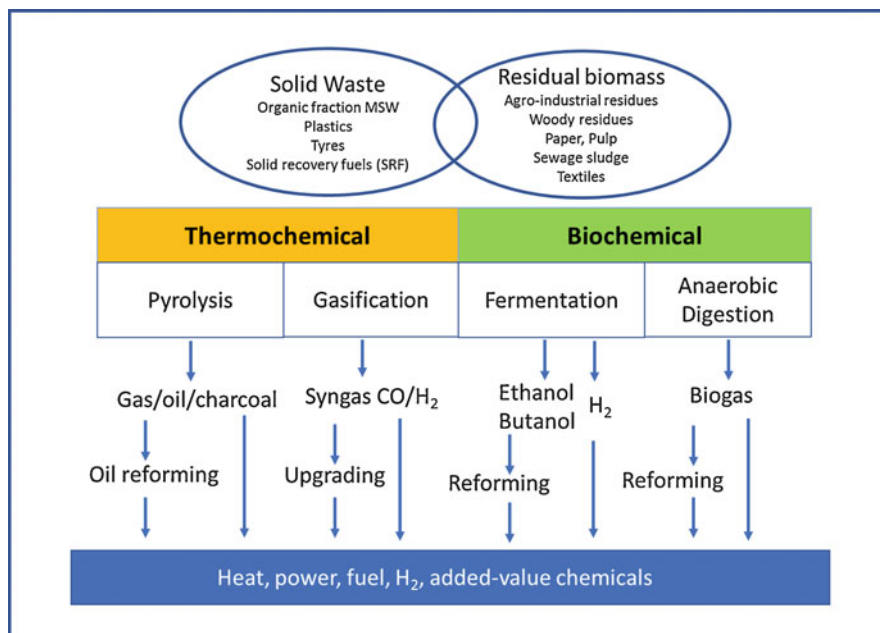 Solid Waste
Organic fraction MSW
Plastics
Tyres
Solid recovery fuels (SRF)
Residual biomass
Agro-industrial residues
Woody residues
Paper, Pulp
Sewage sludge
Textiles
Thermochemical
Biochemical
Pyrolysis
Gasification
Fermentation
Anaerobic
Digestion
Gas/oil/charcoal
Syngas CO/H₂
Ethanol
Butanol
H₂
Biogas
Oil reforming
Upgrading
Reforming
Reforming
Heat, power, fuel, H₂, added-value chemicals